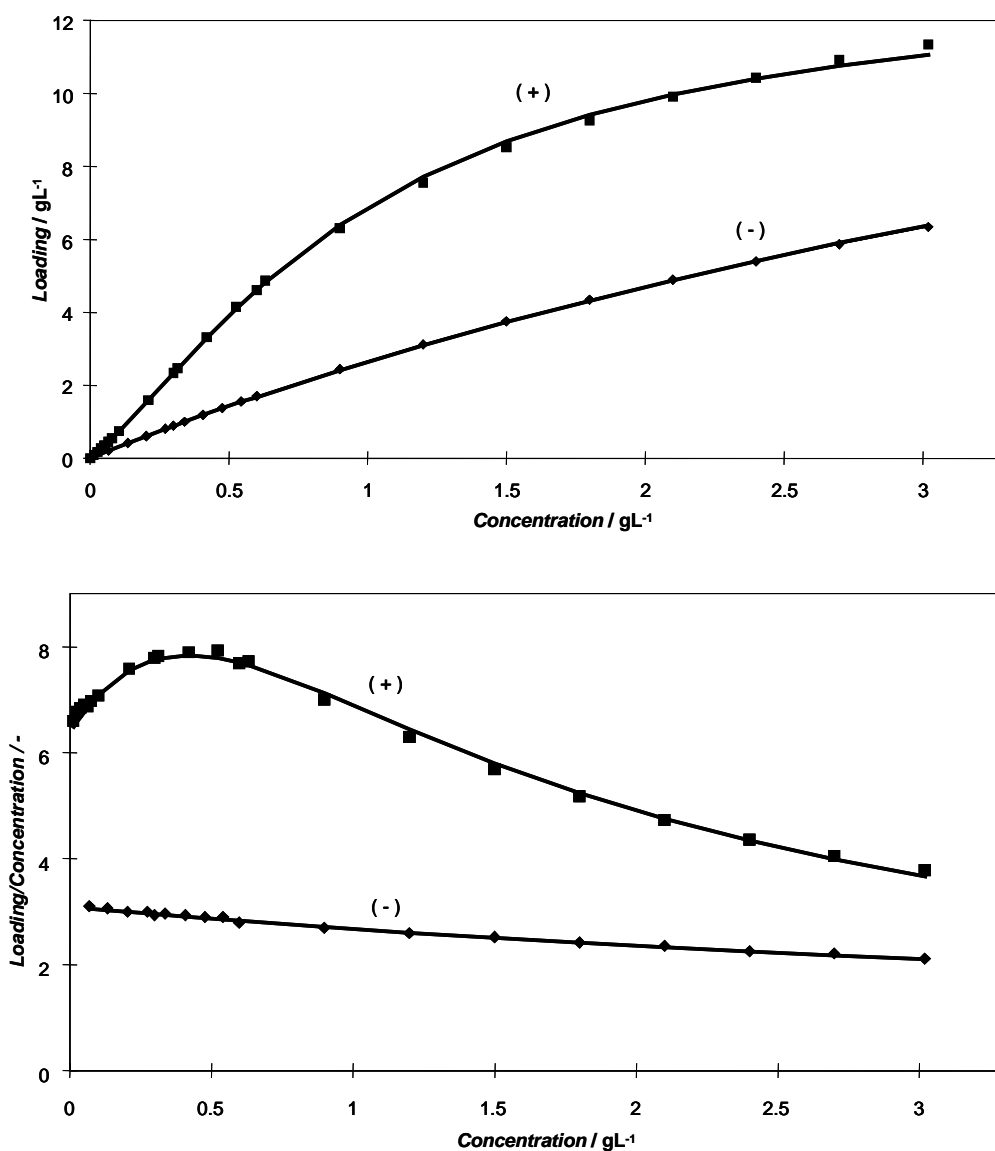 12
10
8
6
4
2
0
Loading / gL-1
( + )
( - )
0 0.5 1 1.5 2 2.5 3
Concentration / gL-1
8
6
4
2
0
Loading/Concentration / -
( + )
( - )
0 0.5 1 1.5 2 2.5 3
Concentration / gL-1